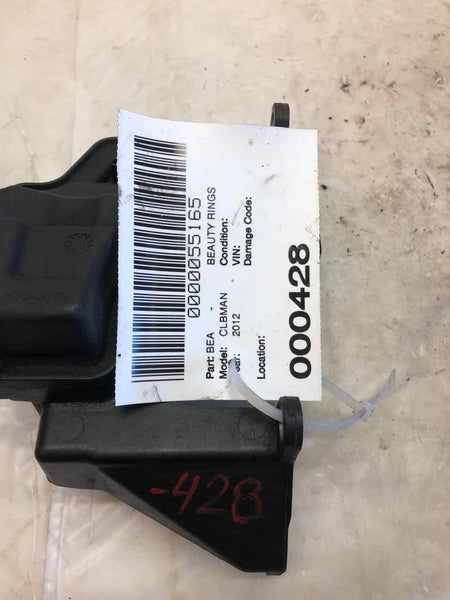 0000055165
Part: BEA - BEAUTY RINGS
Model: CLBMAN Condition:
2012 VIN:
Damage Code:
Location:
000428
-428